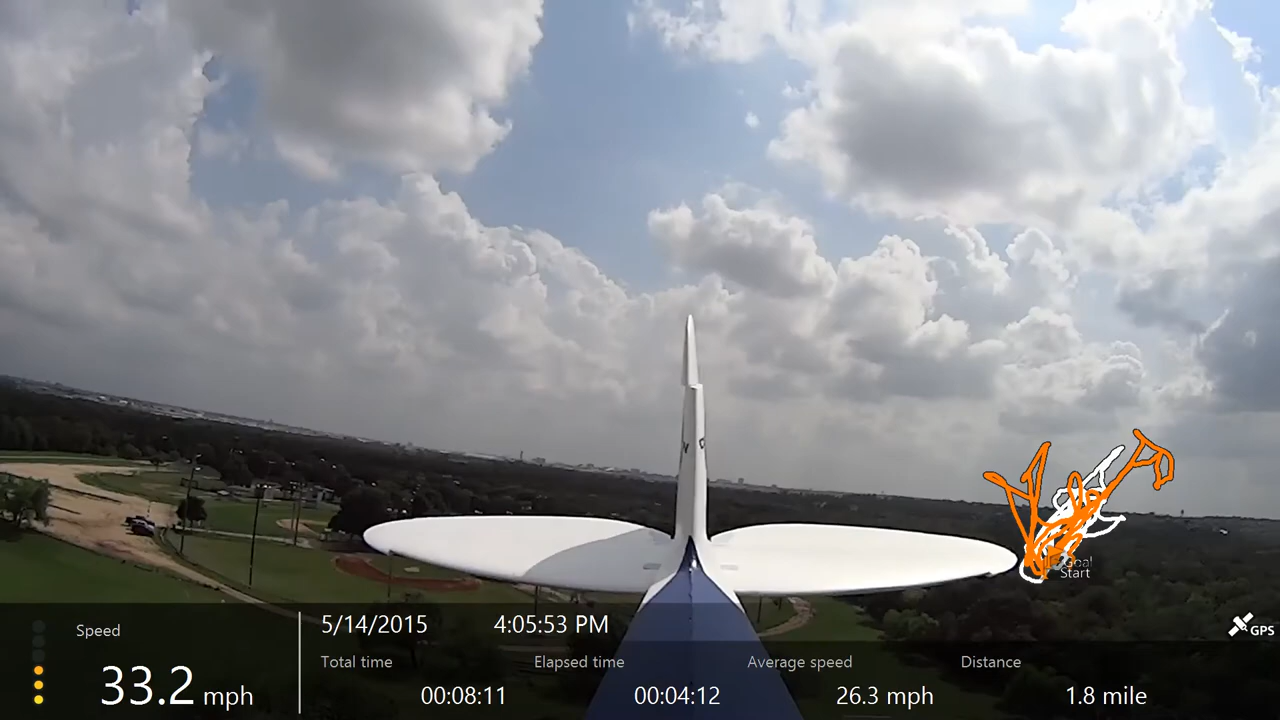 Goal
Start
GPS
5/14/2015 4:05:53 PM
Speed
Total time Elapsed time Average speed Distance
33.2 mph
00:08:11 00:04:12 26.3 mph 1.8 mile